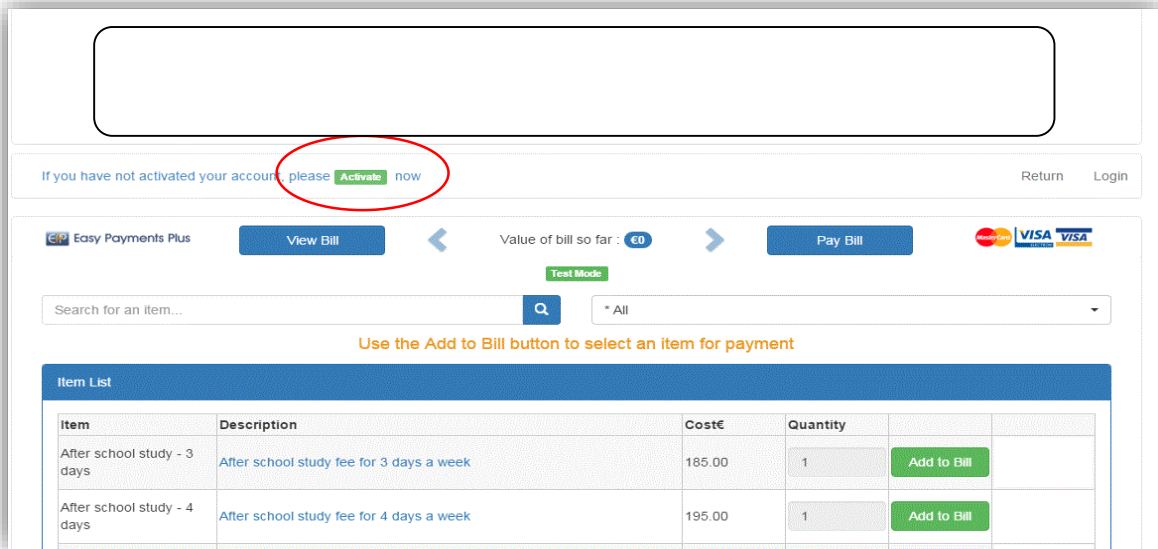 If you have not activated your account, please Activate now
Return Login
EIP Easy Payments Plus View Bill Value of bill so far : €0 Pay Bill MasterCard VISA ELECTRON VISA
Test Mode
Search for an item... * All
Use the Add to Bill button to select an item for payment
Item List
Item Description Cost€ Quantity
After school study - 3
days
After school study fee for 3 days a week 185.00 1 Add to Bill
After school study - 4
days
After school study fee for 4 days a week 195.00 1 Add to Bill